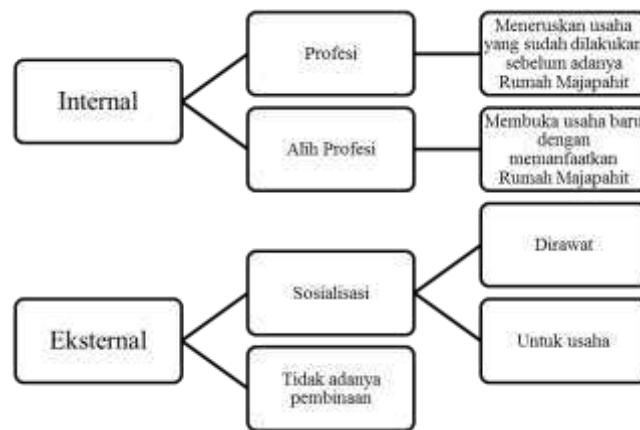 Internal
Profesi
Meneruskan usaha
yang sudah dilakukan
sebelum adanya
Rumah Majapahit
Alih Profesi
Membuka usaha baru
dengan
memanfaatkan
Rumah Majapahit
Eksternal
Sosialisasi
Dirawat
Untuk usaha
Tidak adanya
pembinaan